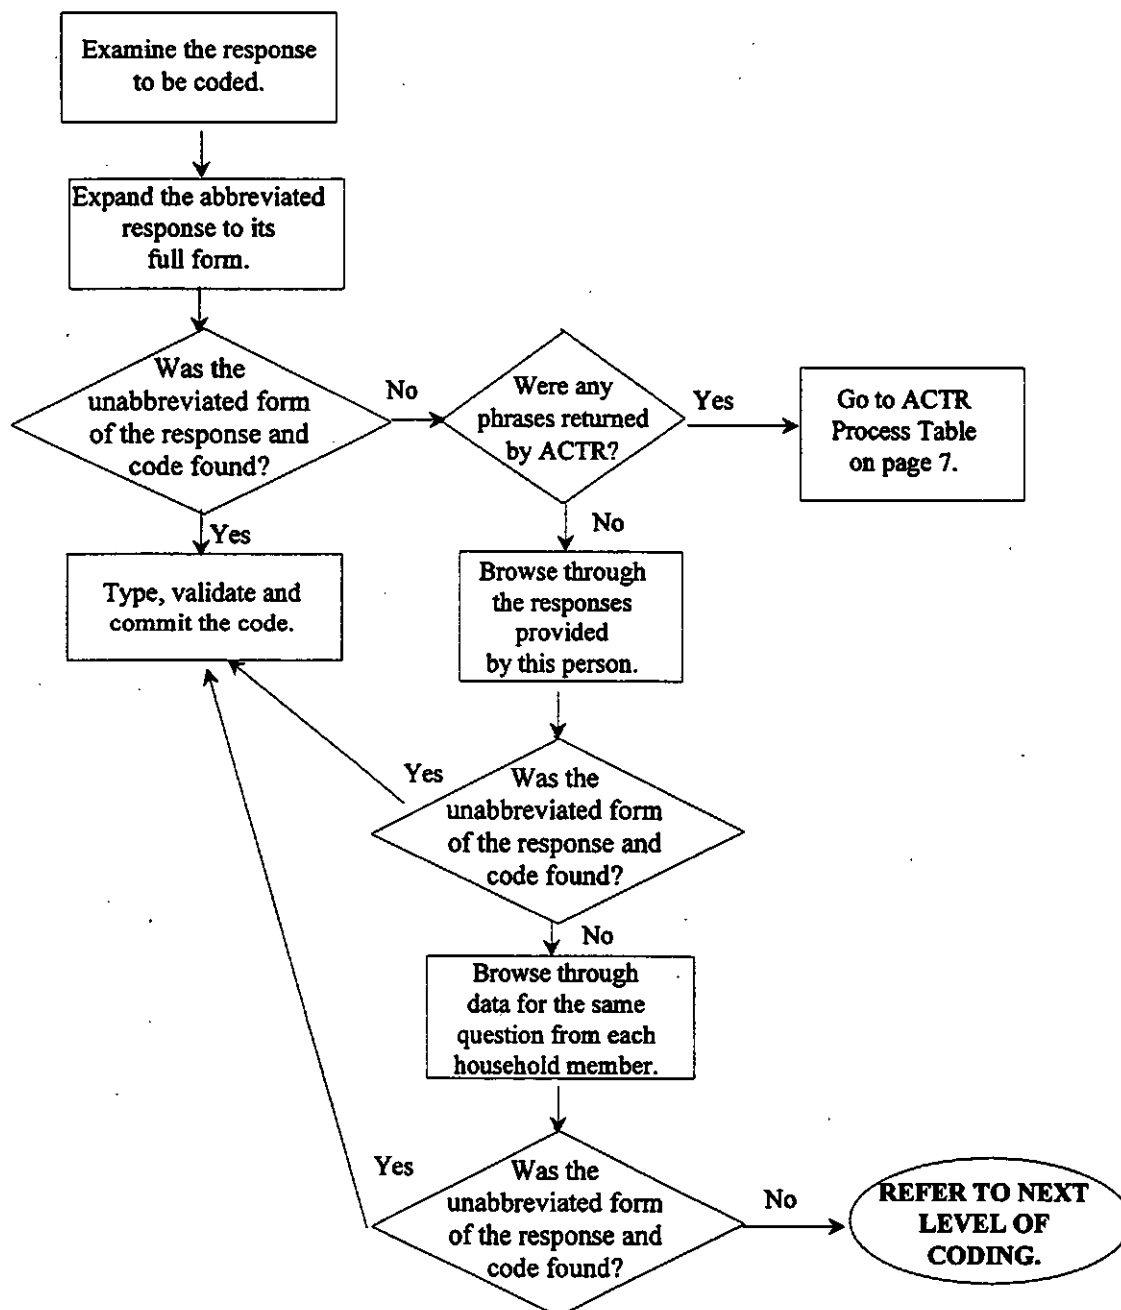 Examine the response
to be coded.
Expand the abbreviated
response to its
full form.
Was the
unabbreviated form
of the response and
code found?
No
Were any
phrases returned
by ACTR?
Yes
Go to ACTR
Process Table
on page 7.
Yes
Type, validate and
commit the code.
No
Browse through
the responses
provided
by this person.
Yes
Was the
unabbreviated form
of the response and
code found?
No
Browse through
data for the same
question from each
household member.
Yes
Was the
unabbreviated form
of the response and
code found?
No
REFER TO NEXT
LEVEL OF
CODING.